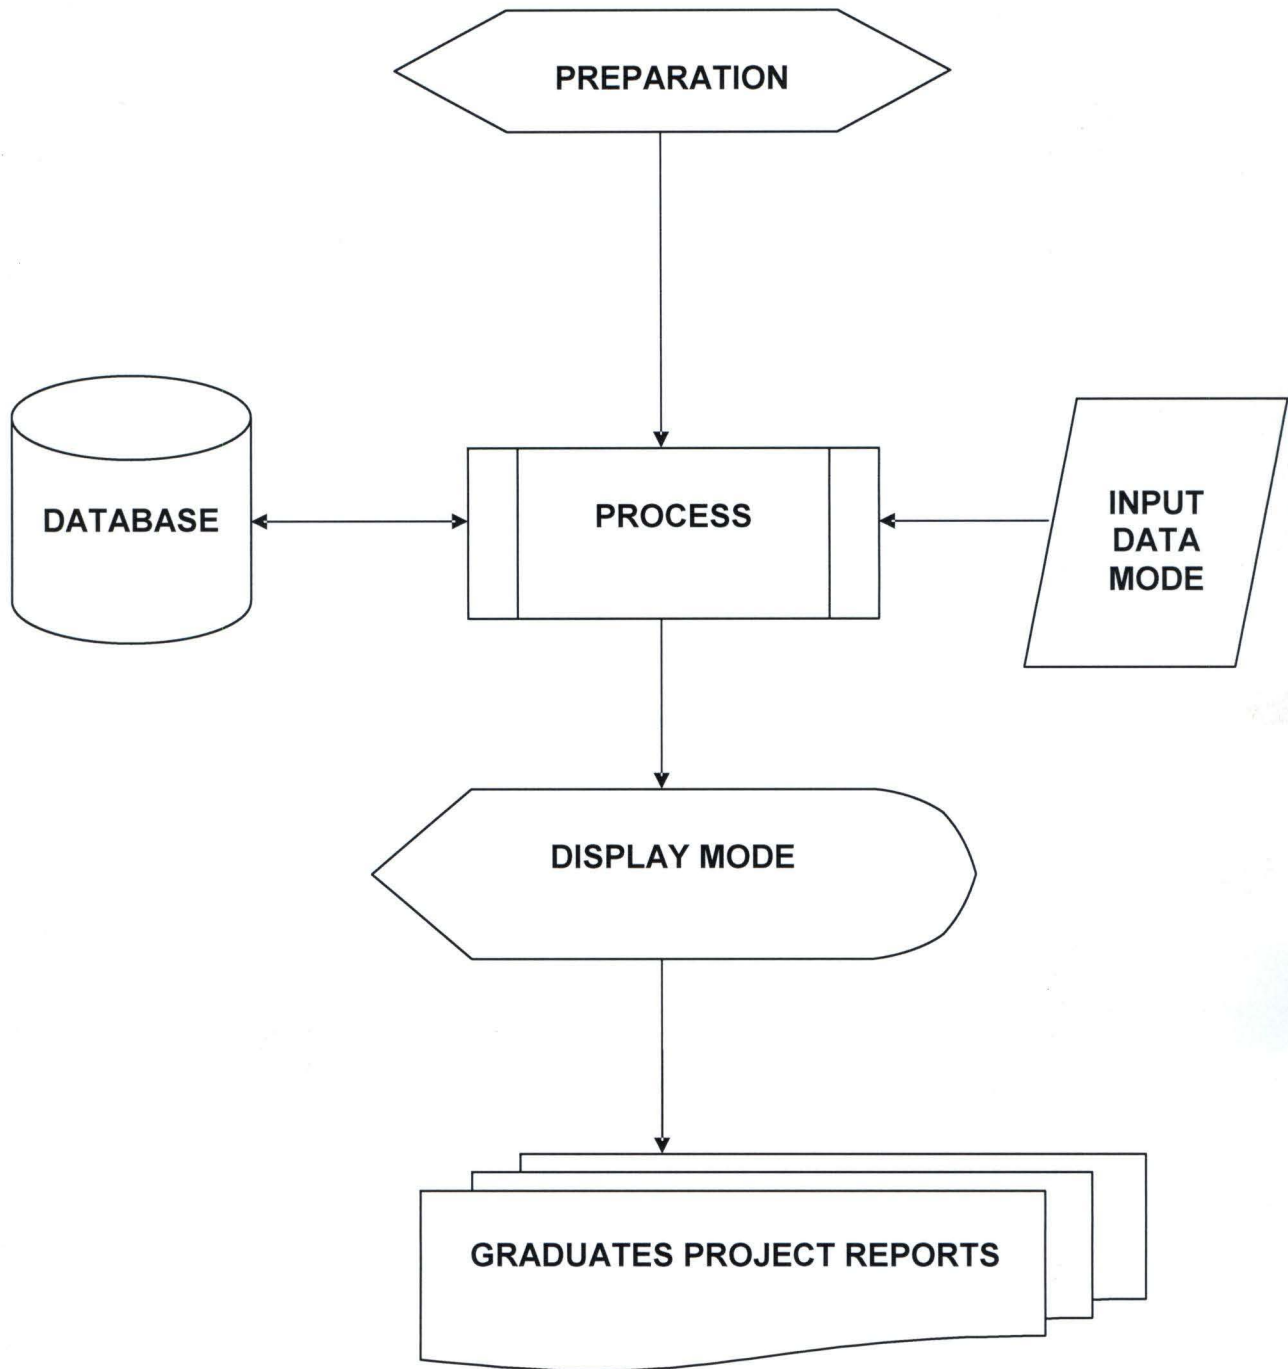 PREPARATION
DATABASE
PROCESS
INPUT
DATA
MODE
DISPLAY MODE
GRADUATES PROJECT REPORTS